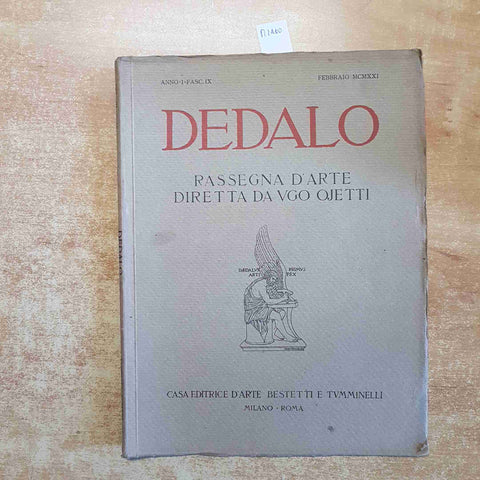 ANNO·I·FASC. IX
FEBBRAIO MCMXXI
DEDALO
RASSEGNA D'ARTE
DIRETTA DA VGO OJETTI
DEDALVS PRIMVS
ARTIFEX
CASA EDITRICE D'ARTE BESTETTI E TVMMINELLI
MILANO - ROMA
DEDALO